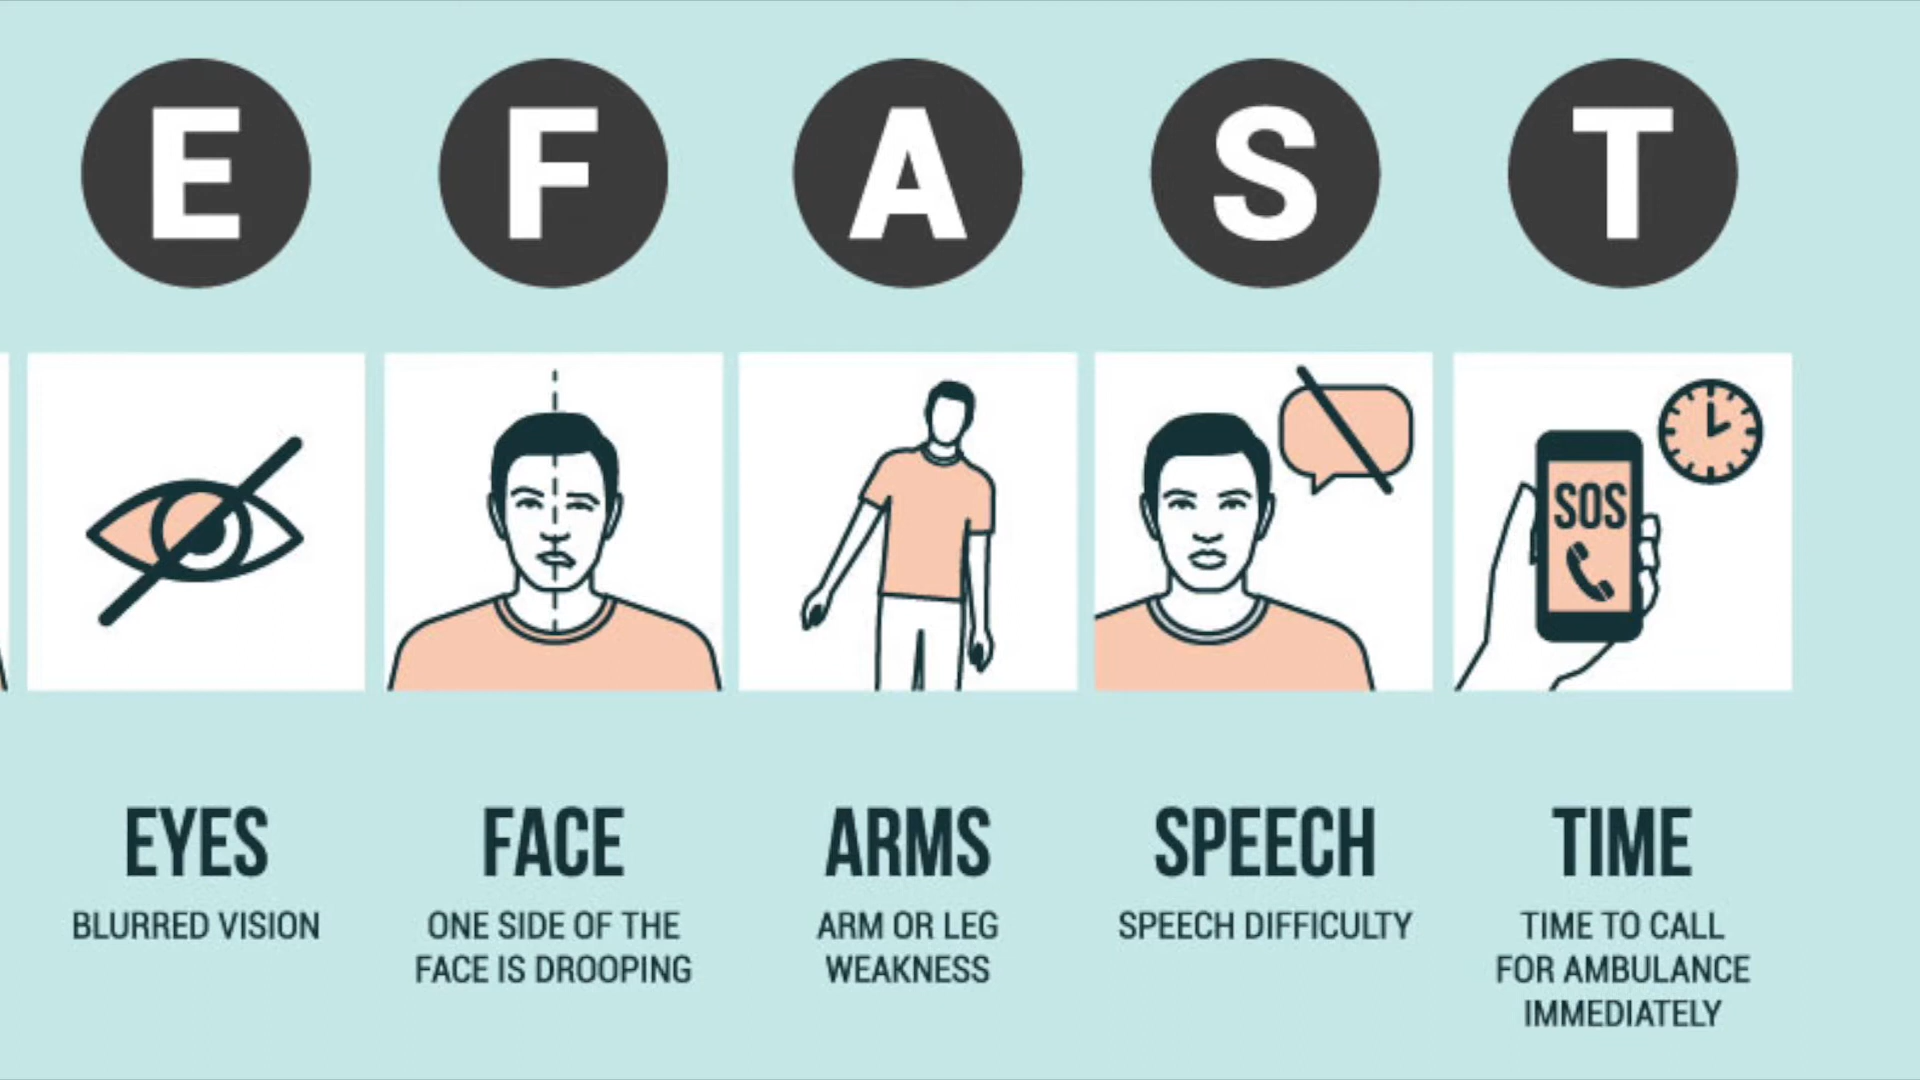 E F A S T
SOS
EYES
BLURRED VISION
FACE
ONE SIDE OF THE
FACE IS DROOPING
ARMS
ARM OR LEG
WEAKNESS
SPEECH
SPEECH DIFFICULTY
TIME
TIME TO CALL
FOR AMBULANCE
IMMEDIATELY